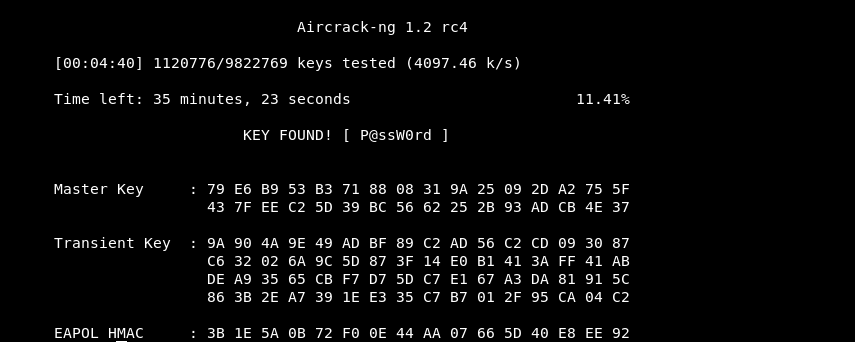 Aircrack-ng 1.2 rc4
[00:04:40] 1120776/9822769 keys tested (4097.46 k/s)
Time left: 35 minutes, 23 seconds 11.41%
KEY FOUND! [ P@ssW0rd ]
Master Key : 79 E6 B9 53 B3 71 88 08 31 9A 25 09 2D A2 75 5F
43 7F EE C2 5D 39 BC 56 62 25 2B 93 AD CB 4E 37
Transient Key : 9A 90 4A 9E 49 AD BF 89 C2 AD 56 C2 CD 09 30 87
C6 32 02 6A 9C 5D 87 3F 14 E0 B1 41 3A FF 41 AB
DE A9 35 65 CB F7 D7 5D C7 E1 67 A3 DA 81 91 5C
86 3B 2E A7 39 1E E3 35 C7 B7 01 2F 95 CA 04 C2
EAPOL HMAC : 3B 1E 5A 0B 72 F0 0E 44 AA 07 66 5D 40 E8 EE 92